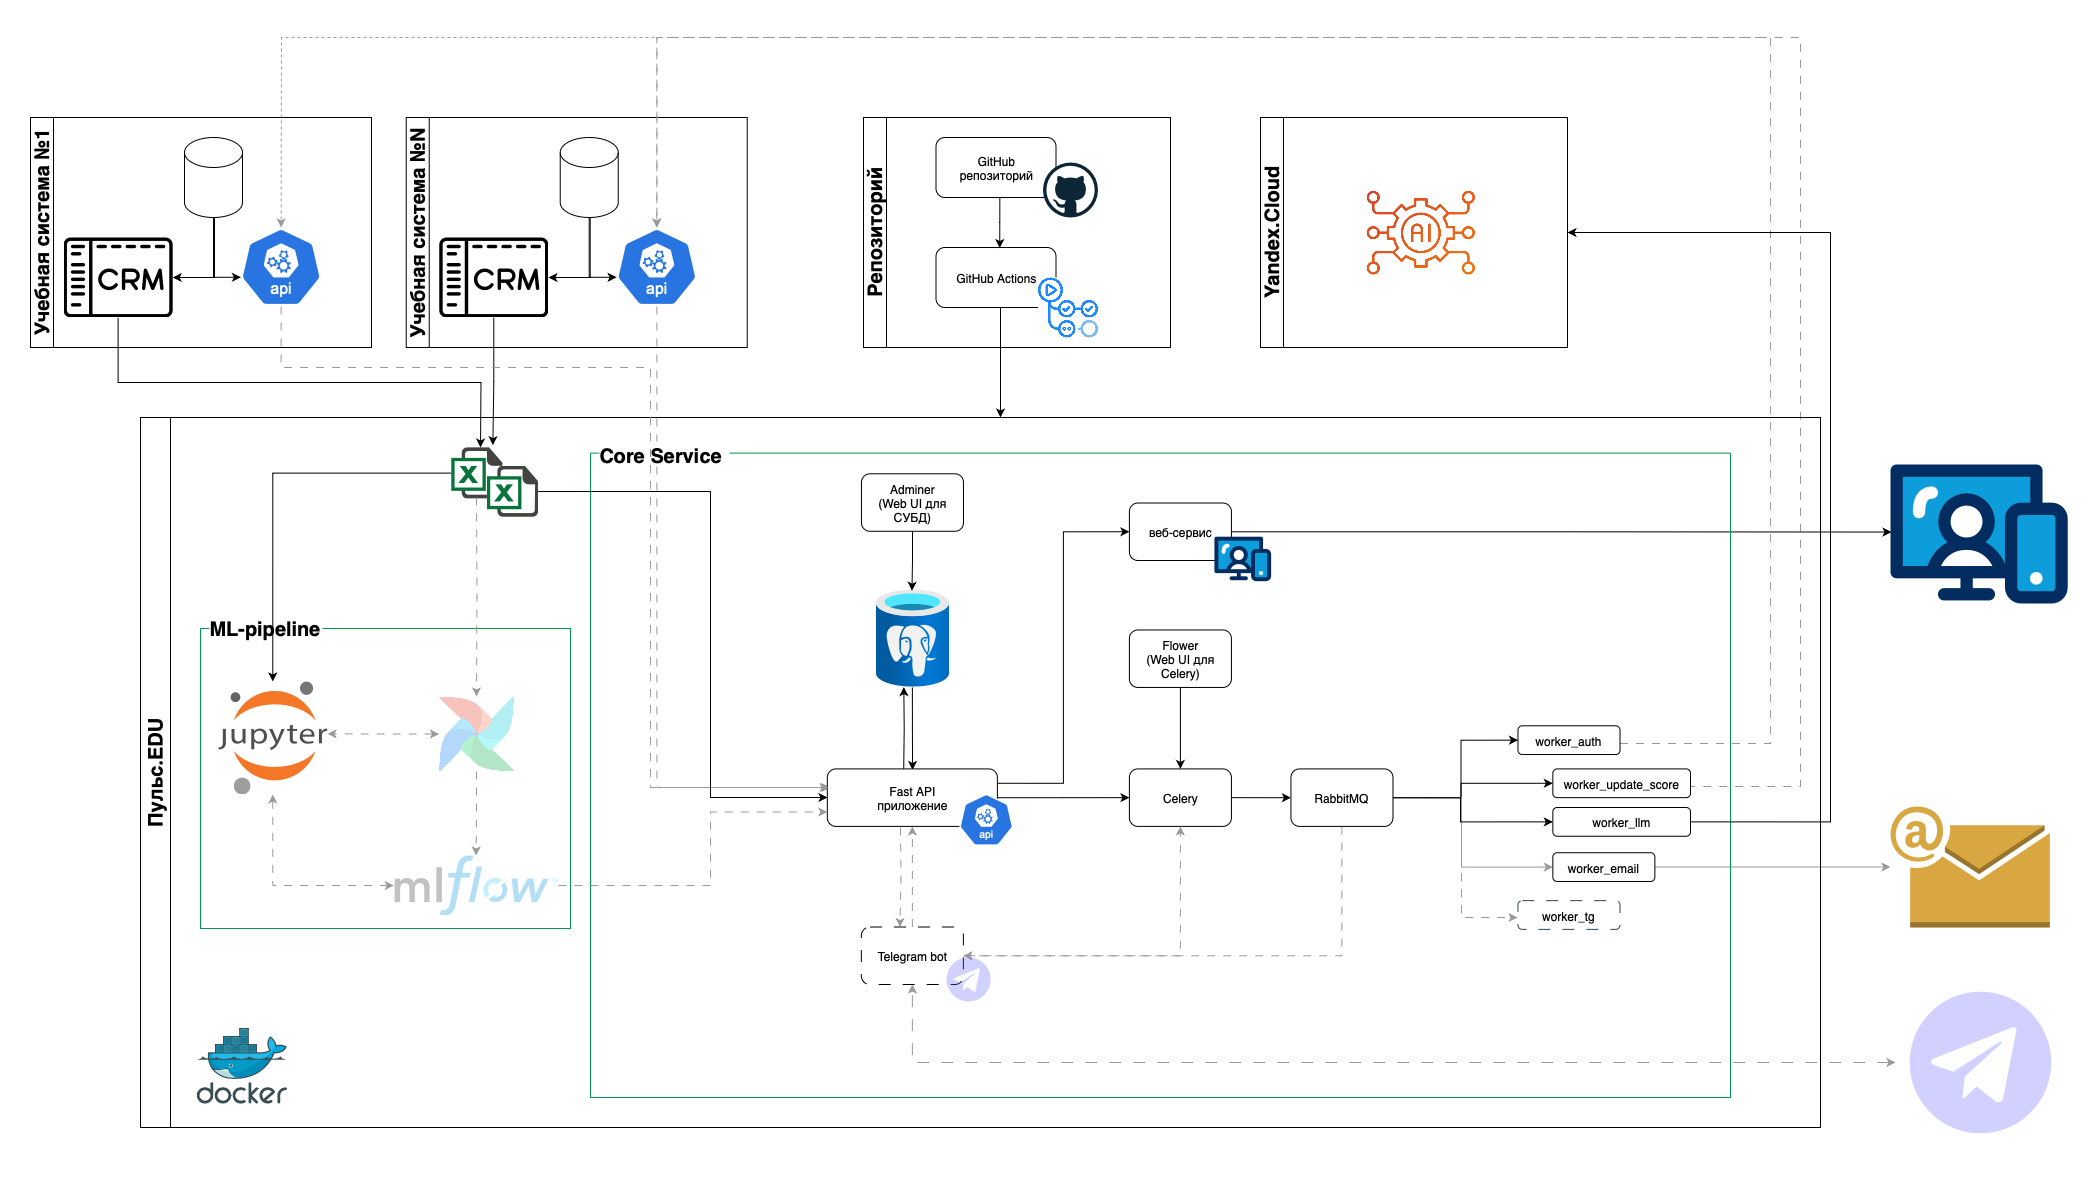 Учебная система №1
CRM
api
Учебная система №N
CRM
api
Репозиторий
GitHub
репозиторий
GitHub Actions
Yandex.Cloud
AI
Пульс.EDU
X
X
Core Service
Adminer
(Web UI для
СУБД)
веб-сервис
ML-pipeline
jupyter
Flower
(Web UI для
Celery)
Fast API
приложение
api
Celery
RabbitMQ
worker_auth
worker_update_score
worker_llm
worker_email
worker_tg
@
mlflow™
Telegram bot
docker